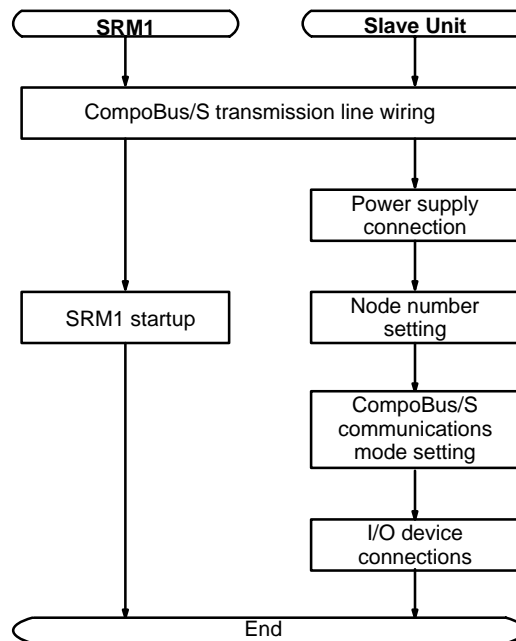 SRM1
Slave Unit
CompoBus/S transmission line wiring
Power supply
connection
SRM1 startup
Node number
setting
CompoBus/S
communications
mode setting
I/O device
connections
End